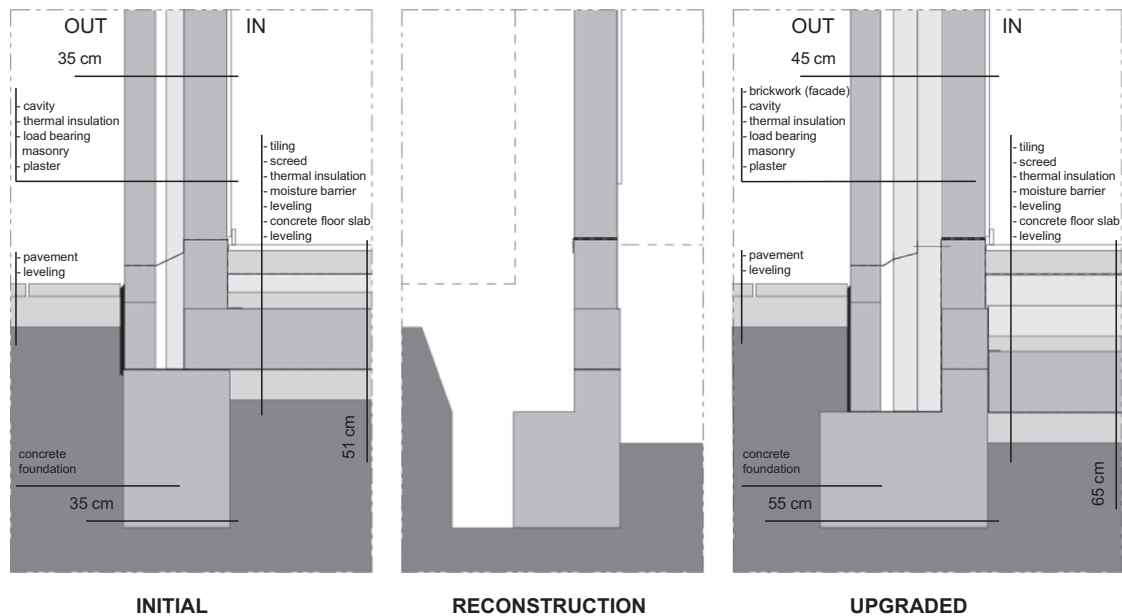 OUT IN
35 cm
- cavity
- thermal insulation
- load bearing
masonry
- plaster
- tiling
- screed
- thermal insulation
- moisture barrier
- leveling
- concrete floor slab
- leveling
- pavement
- leveling
51 cm
concrete
foundation
35 cm
INITIAL
RECONSTRUCTION
OUT IN
45 cm
- brickwork (facade)
- cavity
- thermal insulation
- load bearing
masonry
- plaster
- tiling
- screed
- thermal insulation
- moisture barrier
- leveling
- concrete floor slab
- leveling
- pavement
- leveling
65 cm
concrete
foundation
55 cm
UPGRADED